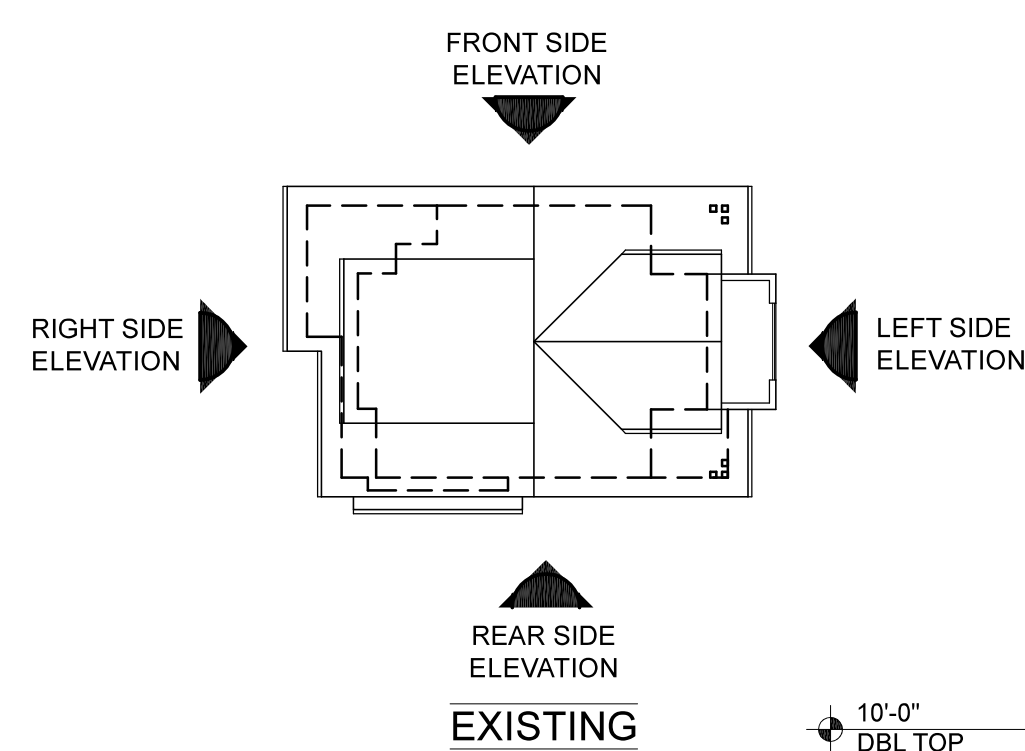 FRONT SIDE
ELEVATION
RIGHT SIDE
ELEVATION
LEFT SIDE
ELEVATION
REAR SIDE
ELEVATION
EXISTING
10'-0"
DBL TOP